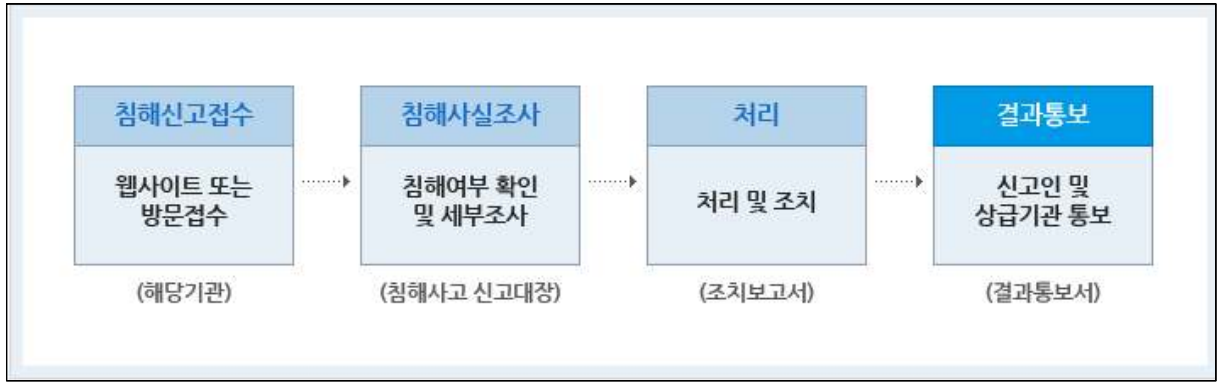 침해신고접수
웹사이트 또는
방문접수
(해당기관)
침해사실조사
침해여부 확인
및 세부조사
(침해사고 신고대장)
처리
처리 및 조치
(조치보고서)
결과통보
신고인 및
상급기관 통보
(결과통보서)